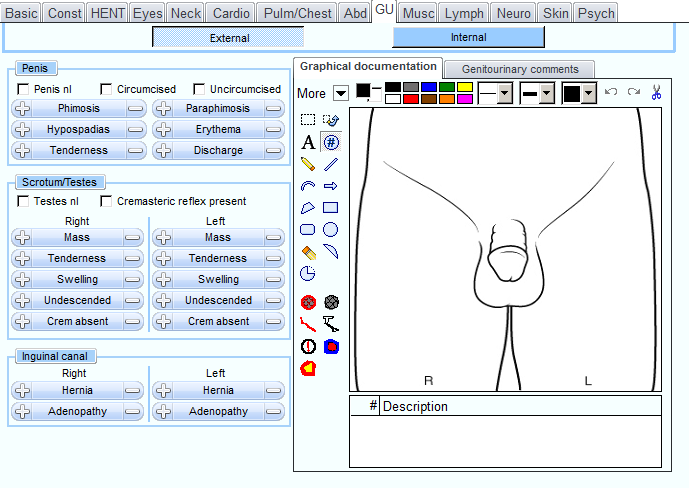 Basic Const HENT Eyes Neck Cardio Pulm/Chest Abd GU Musc Lymph Neuro Skin Psych
External Internal
Penis
Penis nl Circumcised Uncircumcised
Phimosis Paraphimosis
Hypospadias Erythema
Tenderness Discharge
Scrotum/Testes
Testes nl Cremasteric reflex present
Right Left
Mass Mass
Tenderness Tenderness
Swelling Swelling
Undescended Undescended
Crem absent Crem absent
Inguinal canal
Right Left
Hernia Hernia
Adenopathy Adenopathy
Graphical documentation Genitourinary comments
More
A #
R L
# Description